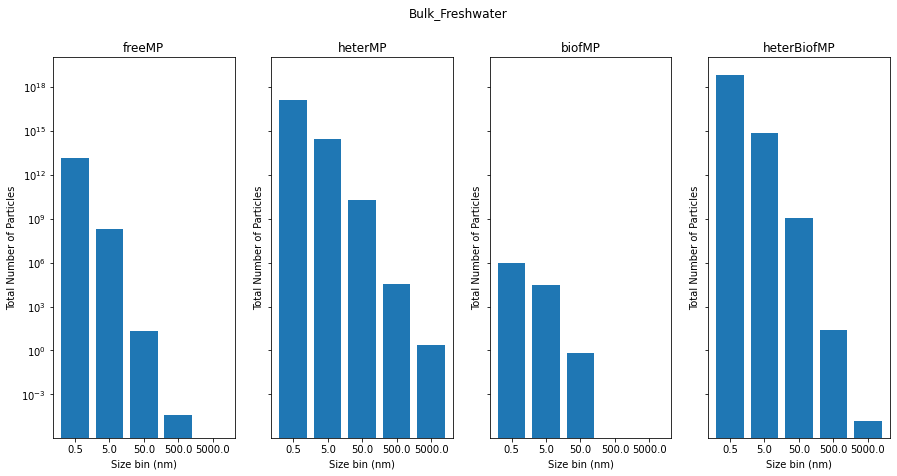 Bulk_Freshwater
freeMP
heterMP
biofMP
heterBiofMP
Total Number of Particles
10^18
10^15
10^12
10^9
10^6
10^3
10^0
10^−3
0.5 5.0 50.0 500.0 5000.0
Size bin (nm)
Total Number of Particles
0.5 5.0 50.0 500.0 5000.0
Size bin (nm)
Total Number of Particles
0.5 5.0 50.0 500.0 5000.0
Size bin (nm)
Total Number of Particles
0.5 5.0 50.0 500.0 5000.0
Size bin (nm)